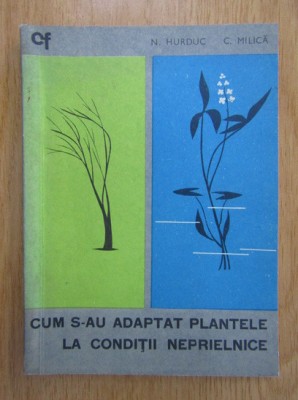 cf
N. HURDUC C. MILICĂ
CUM S-AU ADAPTAT PLANTELE
LA CONDIȚII NEPRIELNICE